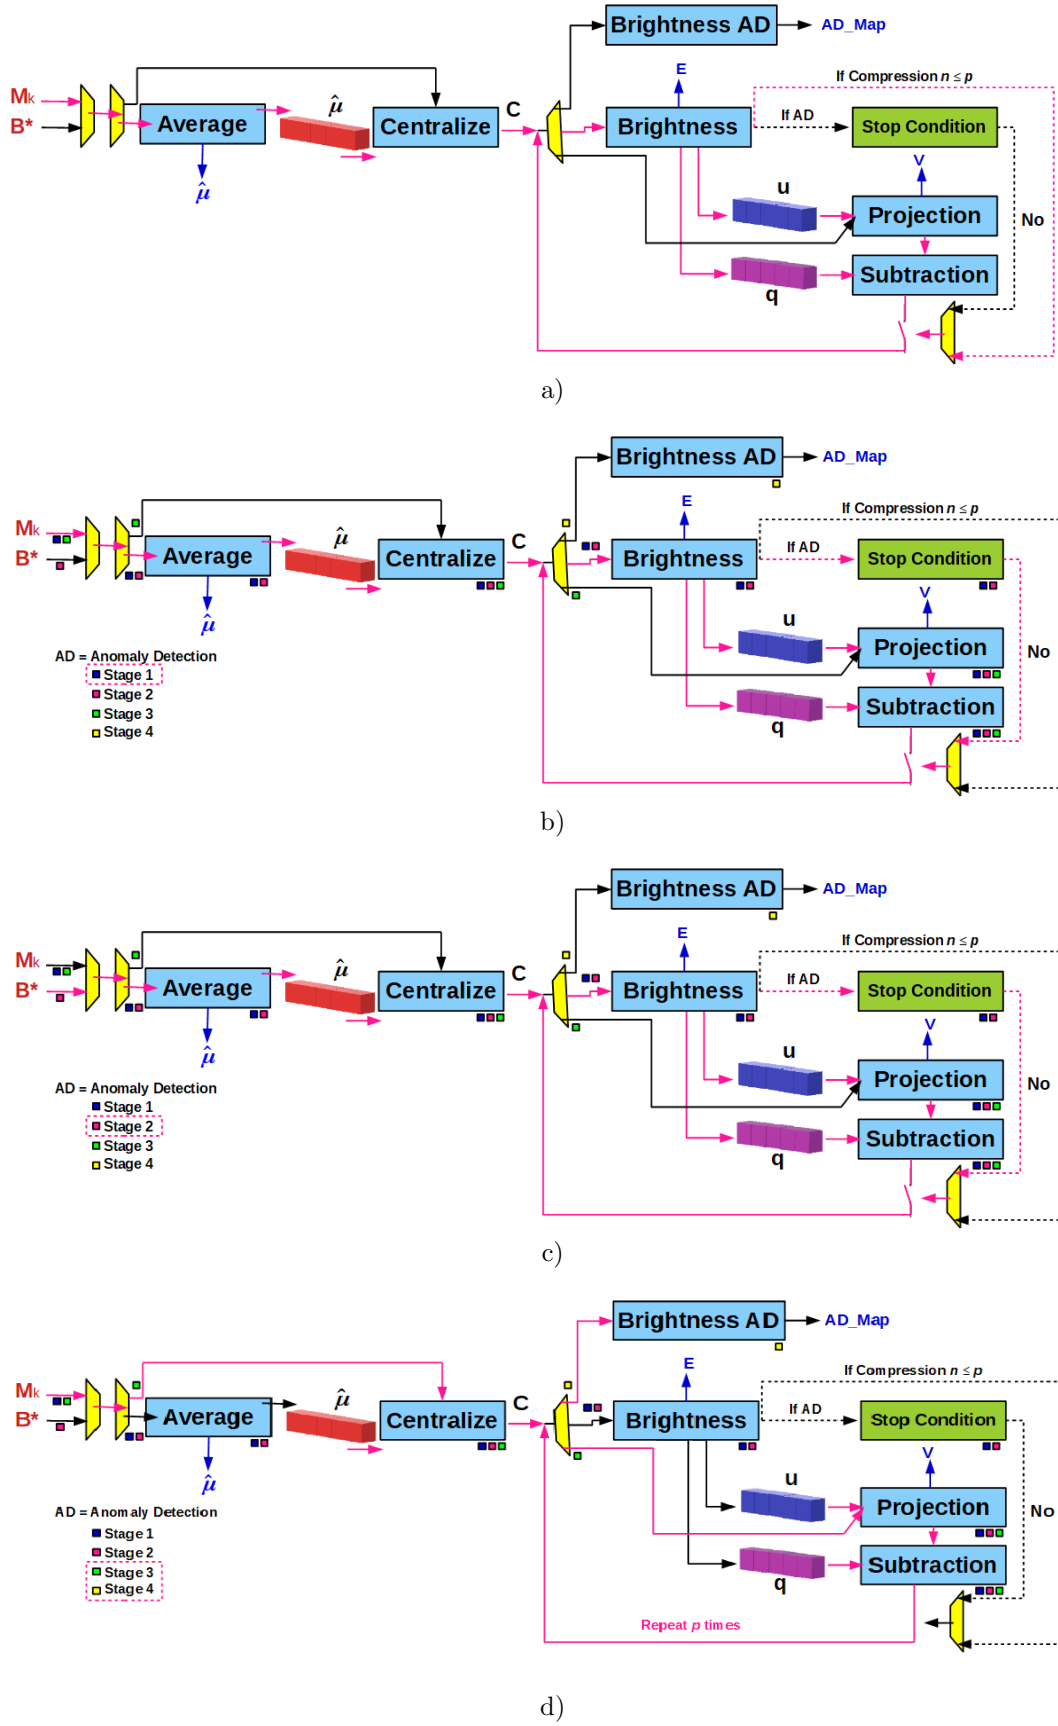 Brightness AD
AD_Map
If Compression n ≤ p
Mₖ
B*
Average
μ̂
Centralize
C
E
Brightness
If AD
Stop Condition
μ̂
u
V
Projection
No
q
Subtraction
a)
Brightness AD
AD_Map
If Compression n ≤ p
Mₖ
B*
Average
μ̂
Centralize
C
E
Brightness
If AD
Stop Condition
μ̂
u
V
Projection
No
AD = Anomaly Detection
Stage 1
Stage 2
Stage 3
Stage 4
q
Subtraction
b)
Brightness AD
AD_Map
If Compression n ≤ p
Mₖ
B*
Average
μ̂
Centralize
C
E
Brightness
If AD
Stop Condition
μ̂
u
V
Projection
No
AD = Anomaly Detection
Stage 1
Stage 2
Stage 3
Stage 4
q
Subtraction
c)
Brightness AD
AD_Map
If Compression n ≤ p
Mₖ
B*
Average
μ̂
Centralize
C
E
Brightness
If AD
Stop Condition
μ̂
u
V
Projection
No
AD = Anomaly Detection
Stage 1
Stage 2
Stage 3
Stage 4
q
Subtraction
Repeat p times
d)